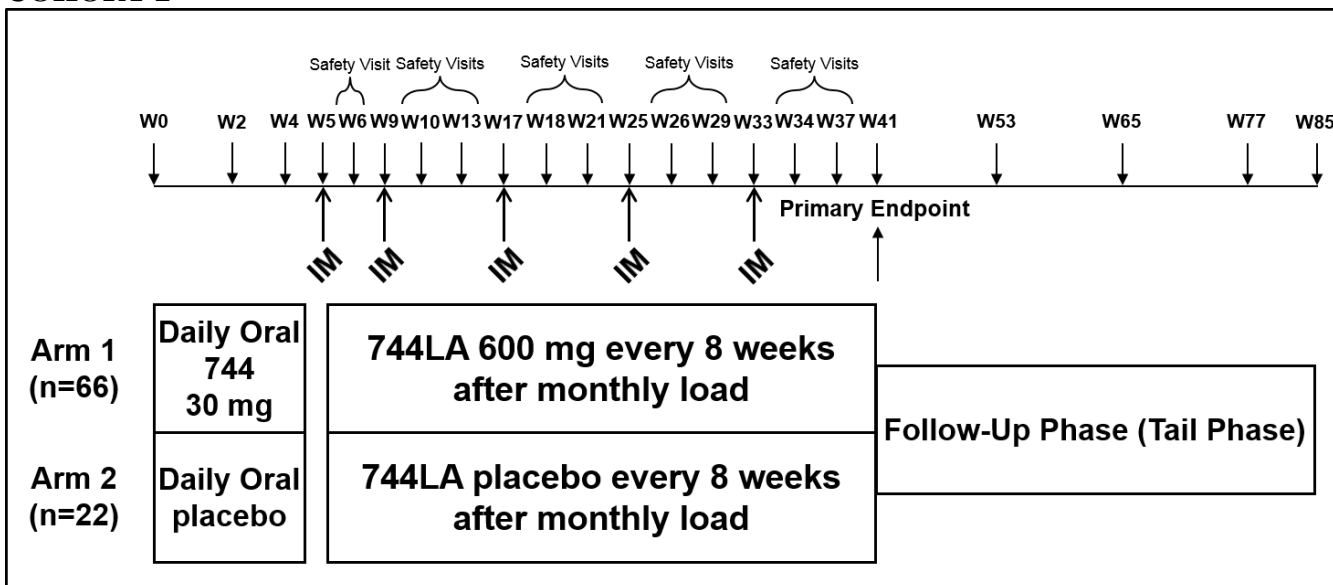 Safety Visit Safety Visits Safety Visits Safety Visits Safety Visits
W0 W2 W4 W5 W6 W9 W10 W13 W17 W18 W21 W25 W26 W29 W33 W34 W37 W41 W53 W65 W77 W85
Primary Endpoint
IM IM IM IM IM
Arm 1
(n=66)
Daily Oral
744
30 mg
744LA 600 mg every 8 weeks
after monthly load
Follow-Up Phase (Tail Phase)
Arm 2
(n=22)
Daily Oral
placebo
744LA placebo every 8 weeks
after monthly load